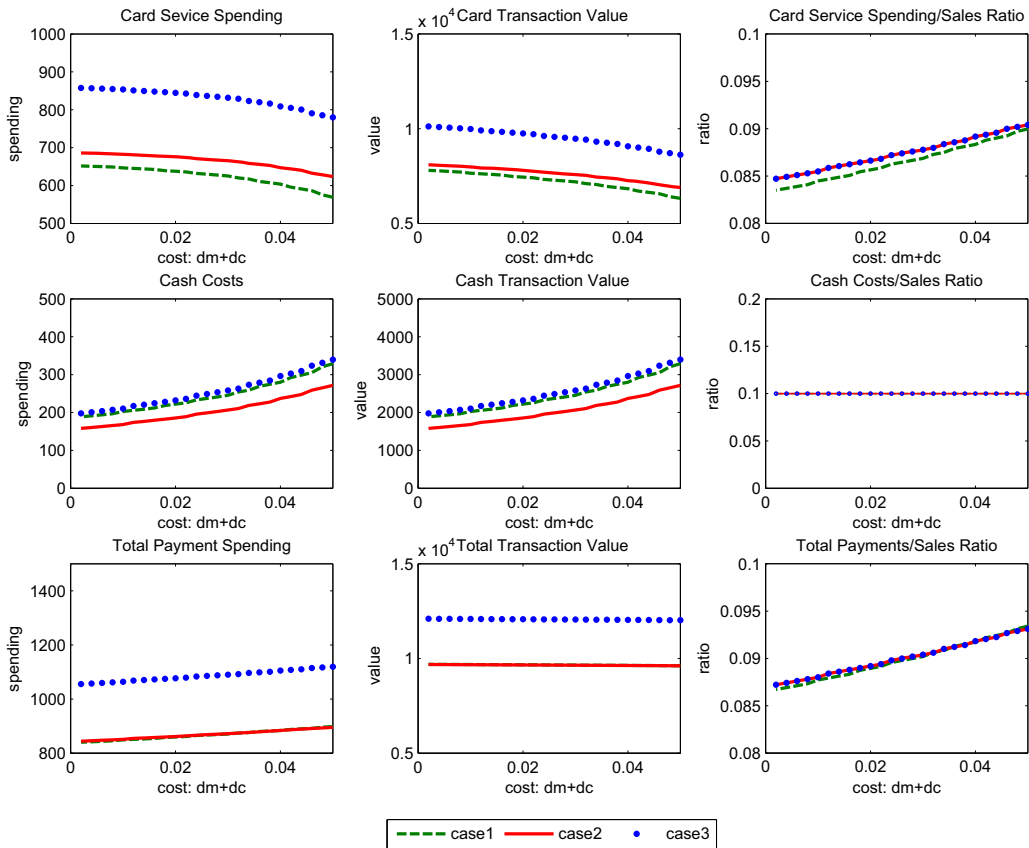 Card Sevice Spending
1000
900
800
700
600
500
spending
0
0.02
0.04
cost: dm+dc
Card Transaction Value
x 10^4
1.5
1
0.5
value
0
0.02
0.04
cost: dm+dc
Card Service Spending/Sales Ratio
0.1
0.095
0.09
0.085
0.08
ratio
0
0.02
0.04
cost: dm+dc
Cash Costs
500
400
300
200
100
0
spending
0
0.02
0.04
cost: dm+dc
Cash Transaction Value
5000
4000
3000
2000
1000
0
value
0
0.02
0.04
cost: dm+dc
Cash Costs/Sales Ratio
0.2
0.15
0.1
0.05
0
ratio
0
0.02
0.04
cost: dm+dc
Total Payment Spending
1400
1200
1000
800
spending
0
0.02
0.04
cost: dm+dc
Total Transaction Value
x 10^4
1.5
1
0.5
value
0
0.02
0.04
cost: dm+dc
Total Payments/Sales Ratio
0.1
0.095
0.09
0.085
0.08
ratio
0
0.02
0.04
cost: dm+dc
case1
case2
case3